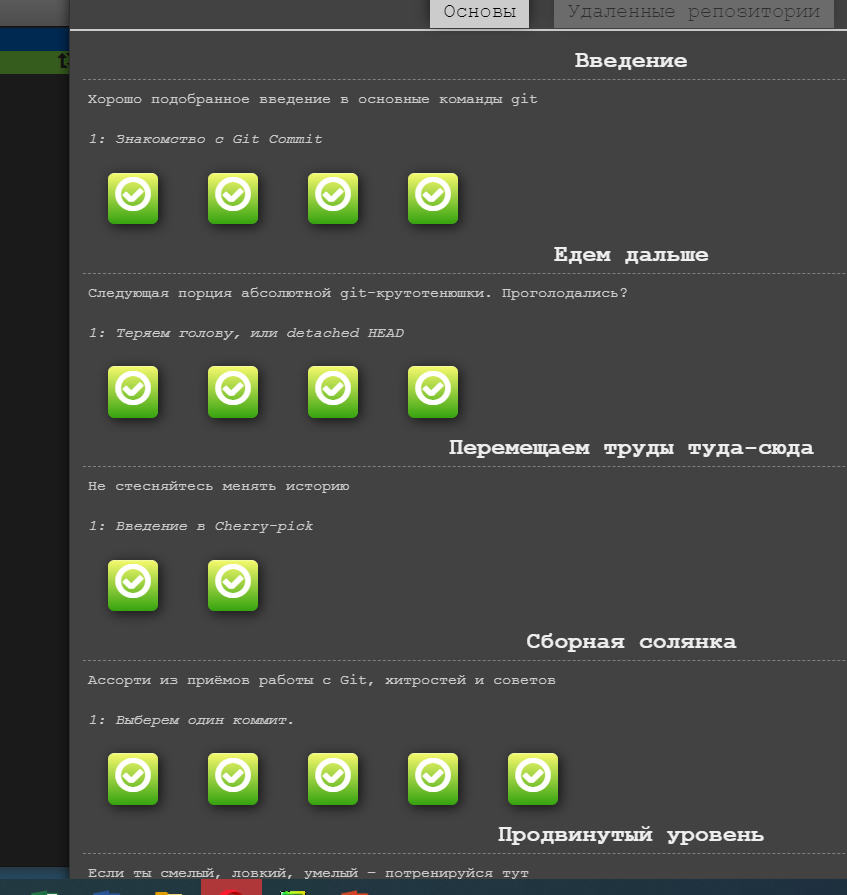 Основы Удаленные репозитории
Введение
Хорошо подобранное введение в основные команды git
1: Знакомство с Git Commit
Едем дальше
Следующая порция абсолютной git-крутотенюшки. Проголодались?
1: Теряем голову, или detached HEAD
Перемещаем труды туда-сюда
Не стесняйтесь менять историю
1: Введение в Cherry-pick
Сборная солянка
Ассорти из приёмов работы с Git, хитростей и советов
1: Выберем один коммит.
Продвинутый уровень
Если ты смелый, ловкий, умелый – потренируйся тут